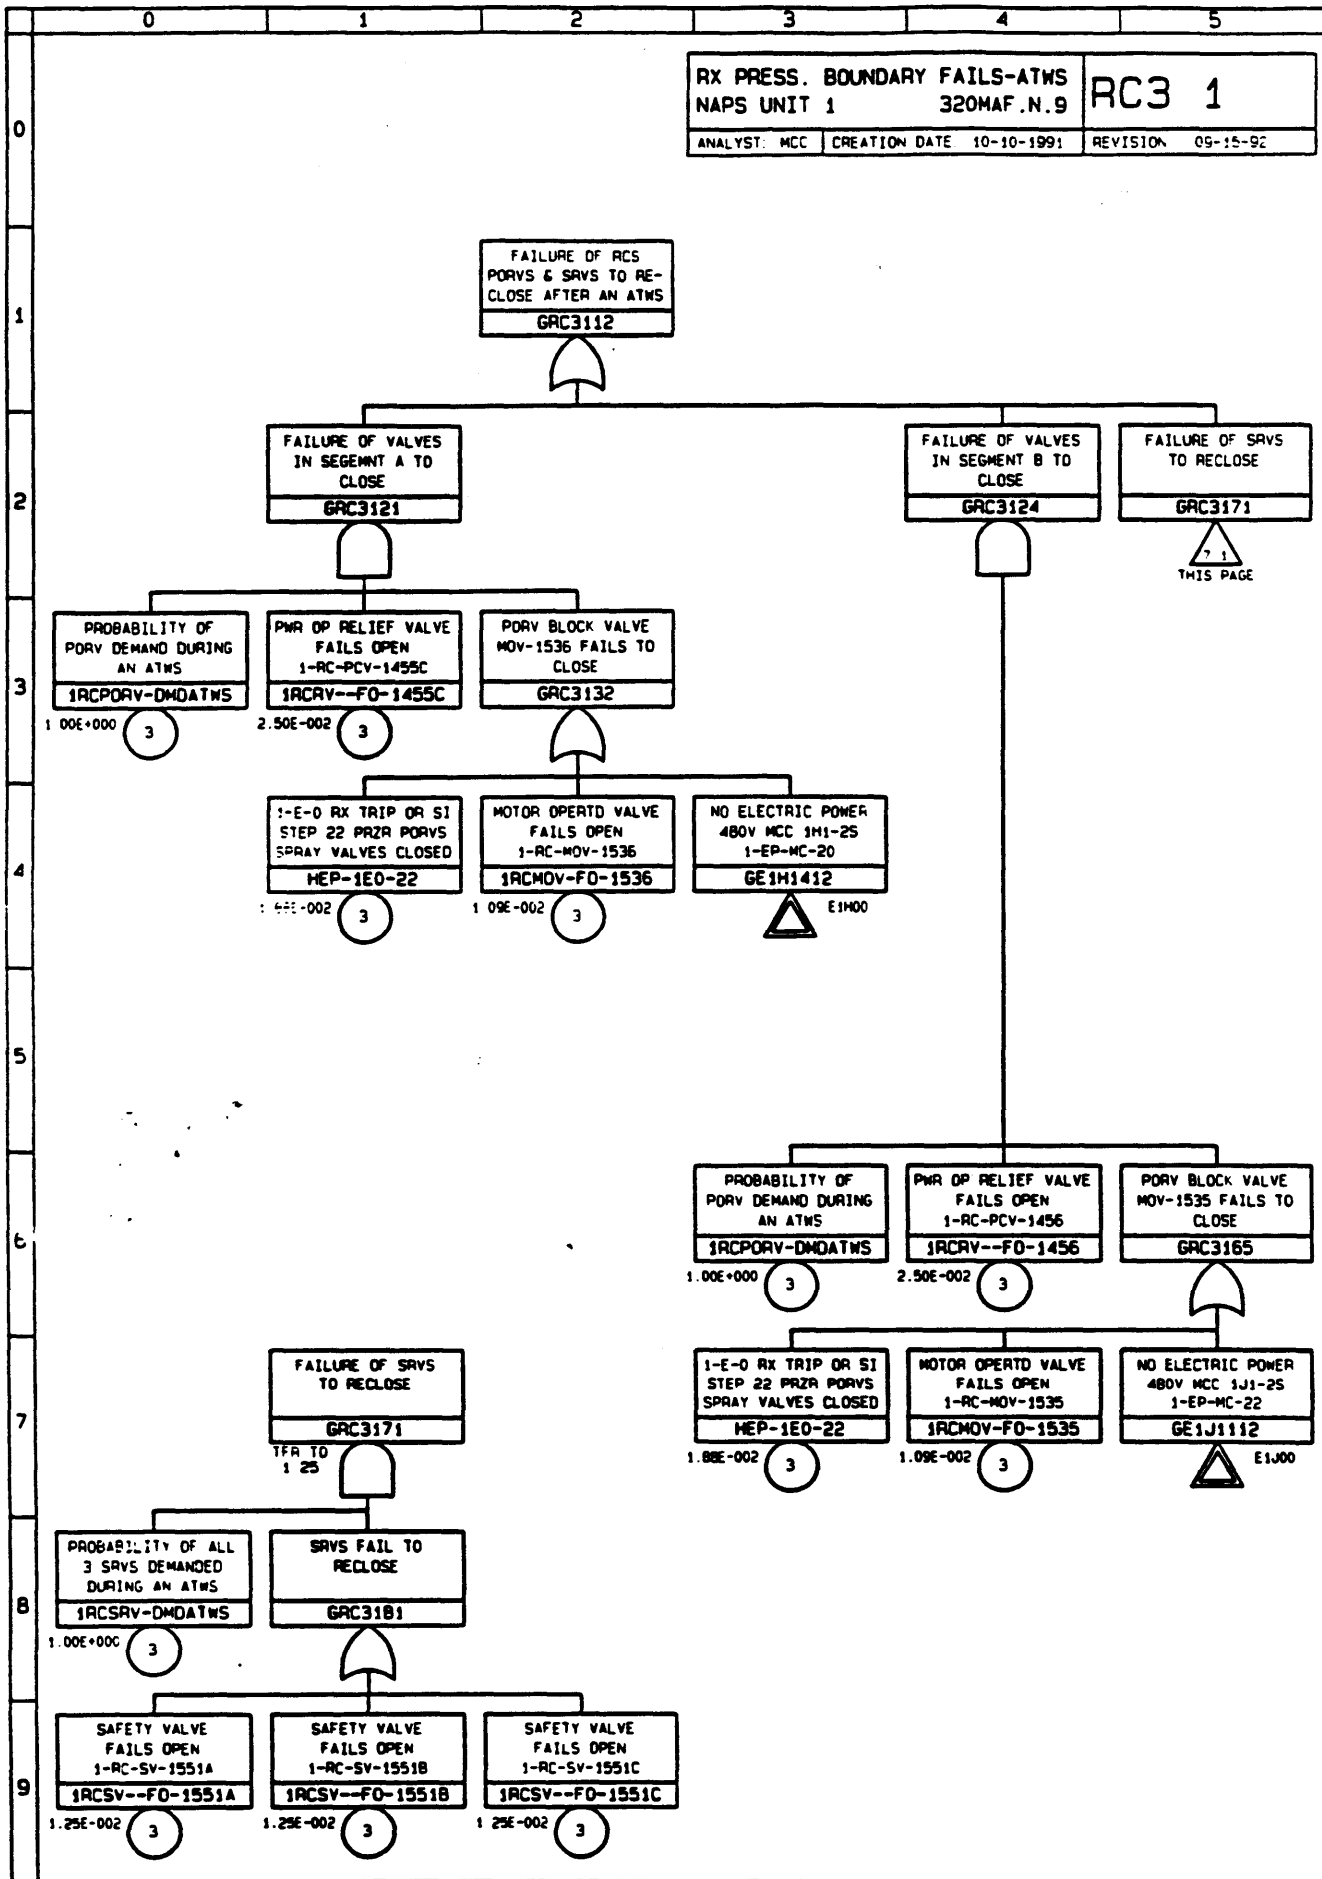 0 1 2 3 4 5
RX PRESS. BOUNDARY FAILS-ATWS
NAPS UNIT 1 320MAF.N.9
RC3 1
ANALYST: MCC CREATION DATE 10-10-1991 REVISION 09-15-92
0
1
2
3
4
5
6
7
8
9
FAILURE OF RCS
PORVS & SRVS TO RE-
CLOSE AFTER AN ATWS
GRC3112
FAILURE OF VALVES
IN SEGEMNT A TO
CLOSE
GRC3121
FAILURE OF VALVES
IN SEGMENT B TO
CLOSE
GRC3124
FAILURE OF SRVS
TO RECLOSE
GRC3171
7 1
THIS PAGE
PROBABILITY OF
PORV DEMAND DURING
AN ATWS
1RCPORV-DMDATWS
1 00E+000
3
PWR OP RELIEF VALVE
FAILS OPEN
1-RC-PCV-1455C
1RCRV--FO-1455C
2.50E-002
3
PORV BLOCK VALVE
MOV-1536 FAILS TO
CLOSE
GRC3132
1-E-0 RX TRIP OR SI
STEP 22 PRZR PORVS
SPRAY VALVES CLOSED
HEP-1E0-22
3
MOTOR OPERTD VALVE
FAILS OPEN
1-RC-MOV-1536
1RCMOV-FO-1536
1 09E-002
3
NO ELECTRIC POWER
480V MCC 1H1-2S
1-EP-MC-20
GE1H1412
E1H00
PROBABILITY OF
PORV DEMAND DURING
AN ATWS
1RCPORV-DMDATWS
1.00E+000
3
PWR OP RELIEF VALVE
FAILS OPEN
1-RC-PCV-1456
1RCRV--FO-1456
2.50E-002
3
PORV BLOCK VALVE
MOV-1535 FAILS TO
CLOSE
GRC3165
1-E-0 RX TRIP OR SI
STEP 22 PRZR PORVS
SPRAY VALVES CLOSED
HEP-1E0-22
1.88E-002
3
MOTOR OPERTD VALVE
FAILS OPEN
1-RC-MOV-1535
1RCMOV-FO-1535
1.09E-002
3
NO ELECTRIC POWER
480V MCC 1J1-2S
1-EP-MC-22
GE1J1112
E1J00
FAILURE OF SRVS
TO RECLOSE
GRC3171
TFR TO
1 25
PROBABILITY OF ALL
3 SRVS DEMANDED
DURING AN ATWS
1RCSRV-DMDATWS
1.00E+000
3
SRVS FAIL TO
RECLOSE
GRC3181
SAFETY VALVE
FAILS OPEN
1-RC-SV-1551A
1RCSV--FO-1551A
1.25E-002
3
SAFETY VALVE
FAILS OPEN
1-RC-SV-1551B
1RCSV--FO-1551B
1.25E-002
3
SAFETY VALVE
FAILS OPEN
1-RC-SV-1551C
1RCSV--FO-1551C
1 25E-002
3